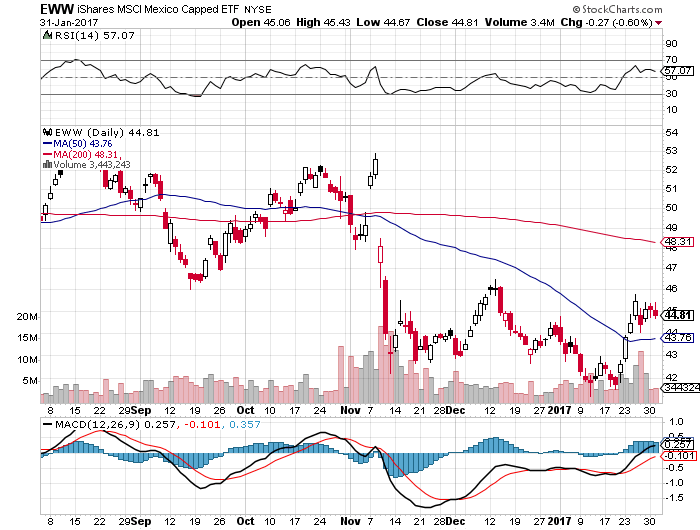 EWW iShares MSCI Mexico Capped ETF NYSE © StockCharts.com
31-Jan-2017 Open 45.06 High 45.43 Low 44.67 Close 44.81 Volume 3.4M Chg -0.27 (-0.60%)
RSI(14) 57.07
90
70
57.07
50
30
10
EWW (Daily) 44.81
MA(50) 43.76
MA(200) 48.31
Volume 3,443,243
54
53
52
51
50
49
48.31
48
47
46
45
44.81
44
43.76
43
42
344324
20M
15M
10M
5M
8 15 22 29 Sep 12 19 26 Oct 10 17 24 Nov 7 14 21 28 Dec 12 19 27 2017 9 17 23 30
MACD(12,26,9) 0.257, -0.101, 0.357
1.0
0.5
0.257
-0.101
-0.5
-1.0
-1.5
8 15 22 29 Sep 12 19 26 Oct 10 17 24 Nov 7 14 21 28 Dec 12 19 27 2017 9 17 23 30